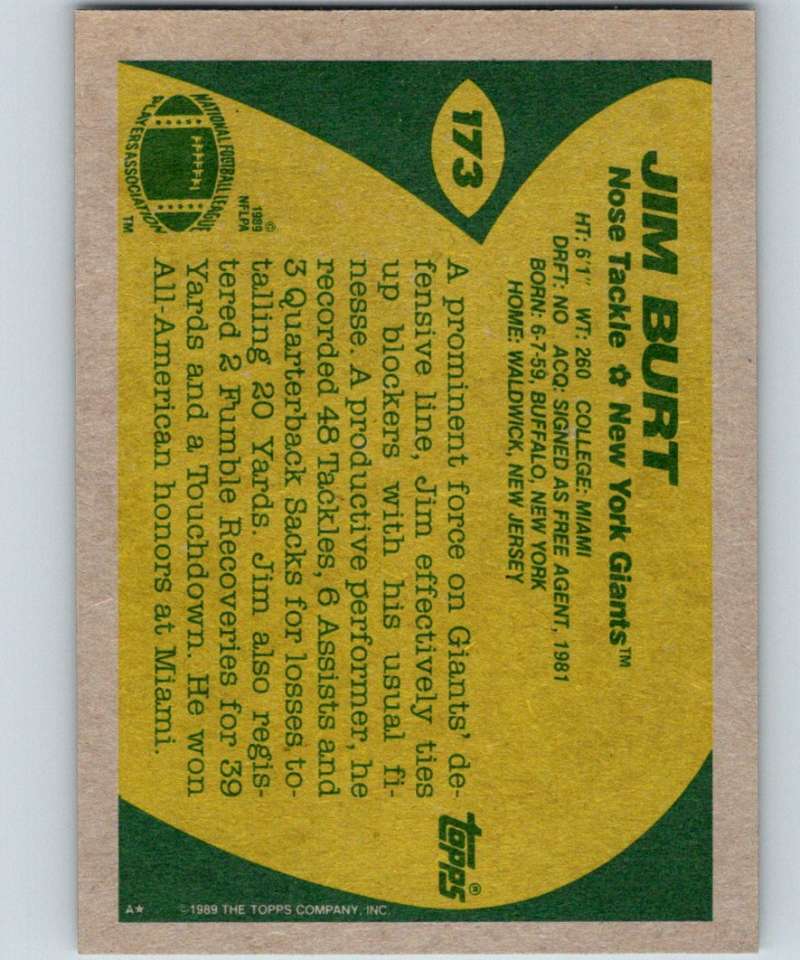 173
JIM BURT
Nose Tackle ✩ New York Giants™
HT: 6'1" WT: 260 COLLEGE: MIAMI
DRFT: NO ACQ: SIGNED AS FREE AGENT, 1981
BORN: 6-7-59, BUFFALO, NEW YORK
HOME: WALDWICK, NEW JERSEY
A prominent force on Giants' de-
fensive line, Jim effectively ties
up blockers with his usual fi-
nesse. A productive performer, he
recorded 48 Tackles, 6 Assists and
3 Quarterback Sacks for losses to-
talling 20 Yards. Jim also regis-
tered 2 Fumble Recoveries for 39
Yards and a Touchdown. He won
All-American honors at Miami.
NATIONAL FOOTBALL LEAGUE
PLAYERS ASSOCIATION
TM
©
1989
NFLPA
topps®
A★ ©1989 THE TOPPS COMPANY, INC.